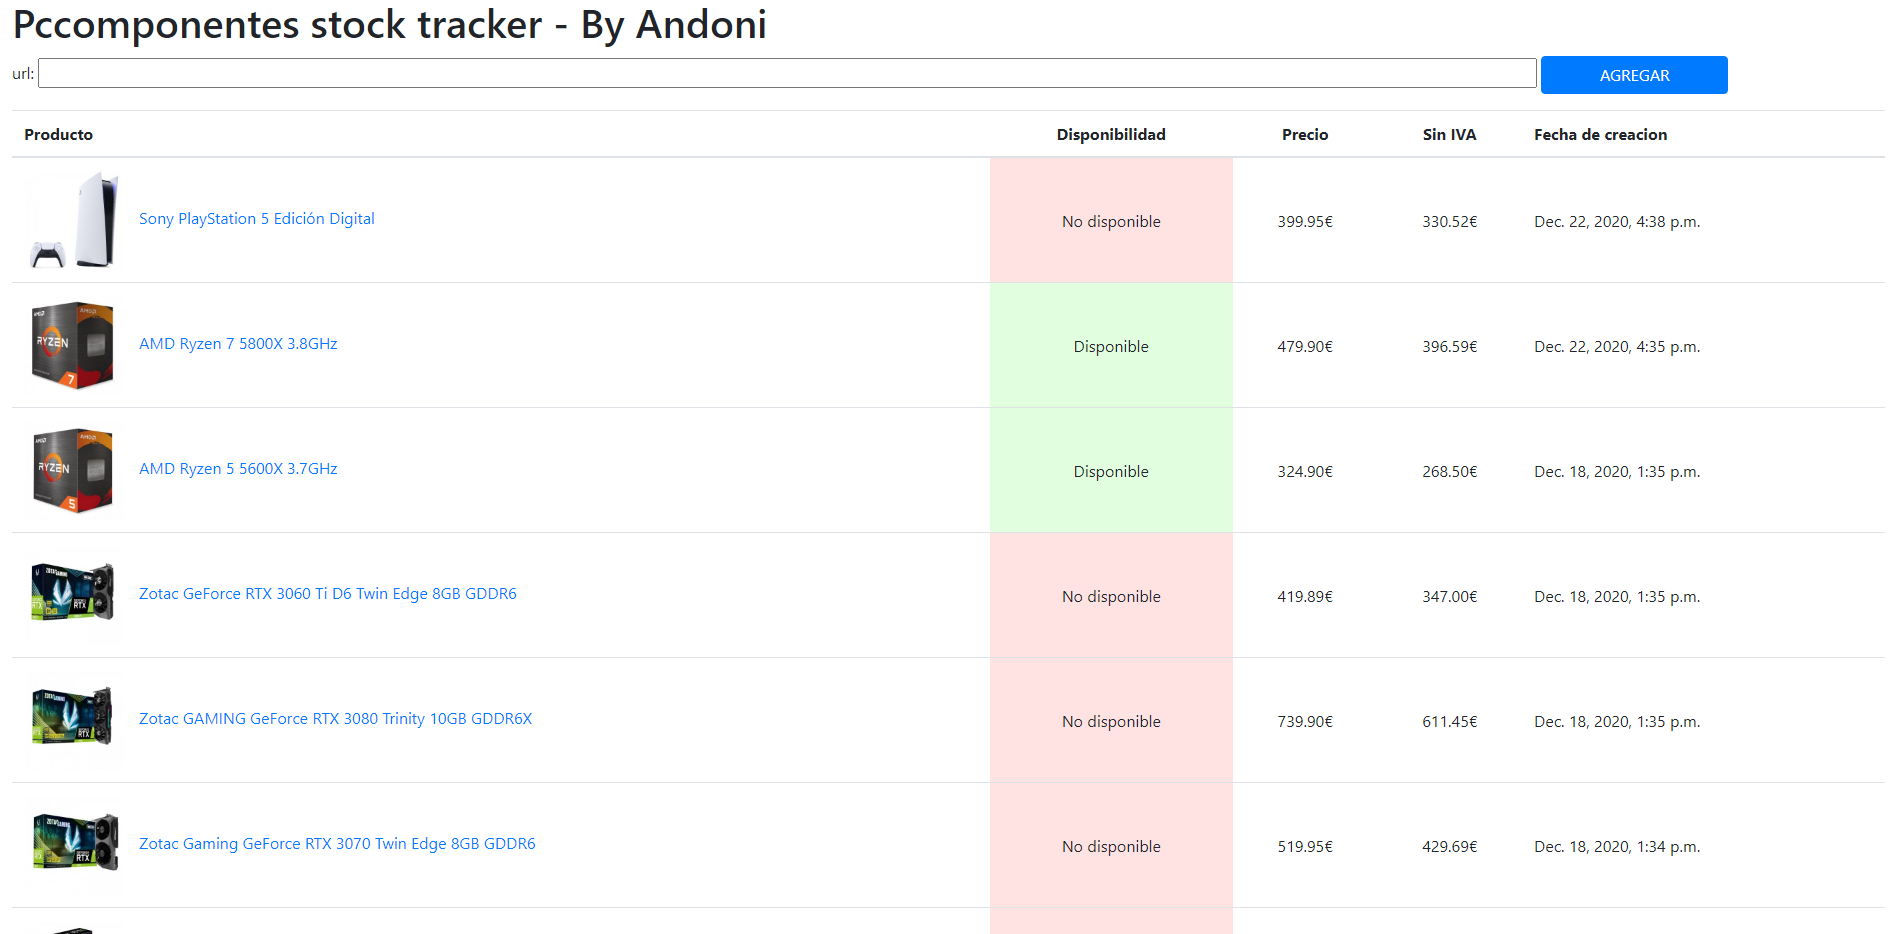 Pccomponentes stock tracker - By Andoni
url: AGREGAR
Producto Disponibilidad Precio Sin IVA Fecha de creacion
Sony PlayStation 5 Edición Digital No disponible 399.95€ 330.52€ Dec. 22, 2020, 4:38 p.m.
RYZEN 7 AMD Ryzen 7 5800X 3.8GHz Disponible 479.90€ 396.59€ Dec. 22, 2020, 4:35 p.m.
RYZEN 5 AMD Ryzen 5 5600X 3.7GHz Disponible 324.90€ 268.50€ Dec. 18, 2020, 1:35 p.m.
Zotac GeForce RTX 3060 Ti D6 Twin Edge 8GB GDDR6 No disponible 419.89€ 347.00€ Dec. 18, 2020, 1:35 p.m.
Zotac GAMING GeForce RTX 3080 Trinity 10GB GDDR6X No disponible 739.90€ 611.45€ Dec. 18, 2020, 1:35 p.m.
Zotac Gaming GeForce RTX 3070 Twin Edge 8GB GDDR6 No disponible 519.95€ 429.69€ Dec. 18, 2020, 1:34 p.m.